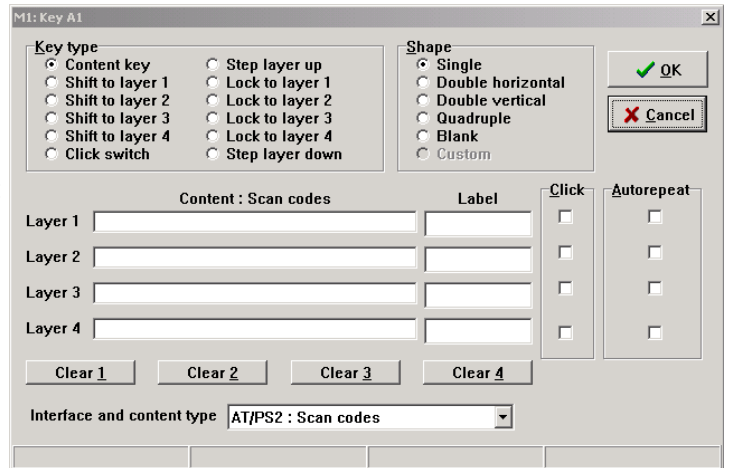 M1: Key A1
Key type
Content key
Shift to layer 1
Shift to layer 2
Shift to layer 3
Shift to layer 4
Click switch
Step layer up
Lock to layer 1
Lock to layer 2
Lock to layer 3
Lock to layer 4
Step layer down
Shape
Single
Double horizontal
Double vertical
Quadruple
Blank
Custom
OK
Cancel
Content : Scan codes Label Click Autorepeat
Layer 1
Layer 2
Layer 3
Layer 4
Clear 1 Clear 2 Clear 3 Clear 4
Interface and content type AT/PS2 : Scan codes